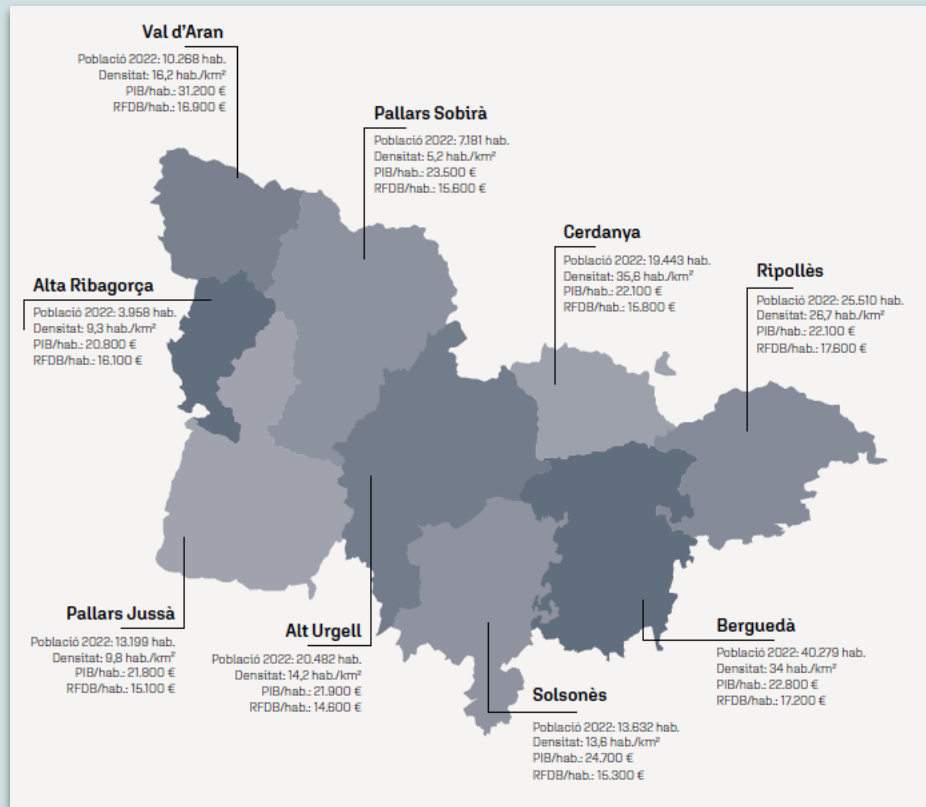 Val d'Aran
Població 2022: 10.268 hab.
Densitat: 16,2 hab./km²
PIB/hab.: 31.200 €
RFDB/hab.: 16.900 €
Pallars Sobirà
Població 2022: 7.181 hab.
Densitat: 5,2 hab./km²
PIB/hab.: 23.500 €
RFDB/hab.: 15.600 €
Cerdanya
Població 2022: 19.443 hab.
Densitat: 35,6 hab./km²
PIB/hab.: 22.100 €
RFDB/hab.: 15.800 €
Ripollès
Població 2022: 25.510 hab.
Densitat: 26,7 hab./km²
PIB/hab.: 22.100 €
RFDB/hab.: 17.600 €
Alta Ribagorça
Població 2022: 3.958 hab.
Densitat: 9,3 hab./km²
PIB/hab.: 20.800 €
RFDB/hab.: 16.100 €
Pallars Jussà
Població 2022: 13.199 hab.
Densitat: 9,8 hab./km²
PIB/hab.: 21.800 €
RFDB/hab.: 15.100 €
Alt Urgell
Població 2022: 20.482 hab.
Densitat: 14,2 hab./km²
PIB/hab.: 21.900 €
RFDB/hab.: 14.600 €
Solsonès
Població 2022: 13.632 hab.
Densitat: 13,6 hab./km²
PIB/hab.: 24.700 €
RFDB/hab.: 15.300 €
Berguedà
Població 2022: 40.279 hab.
Densitat: 34 hab./km²
PIB/hab.: 22.800 €
RFDB/hab.: 17.200 €